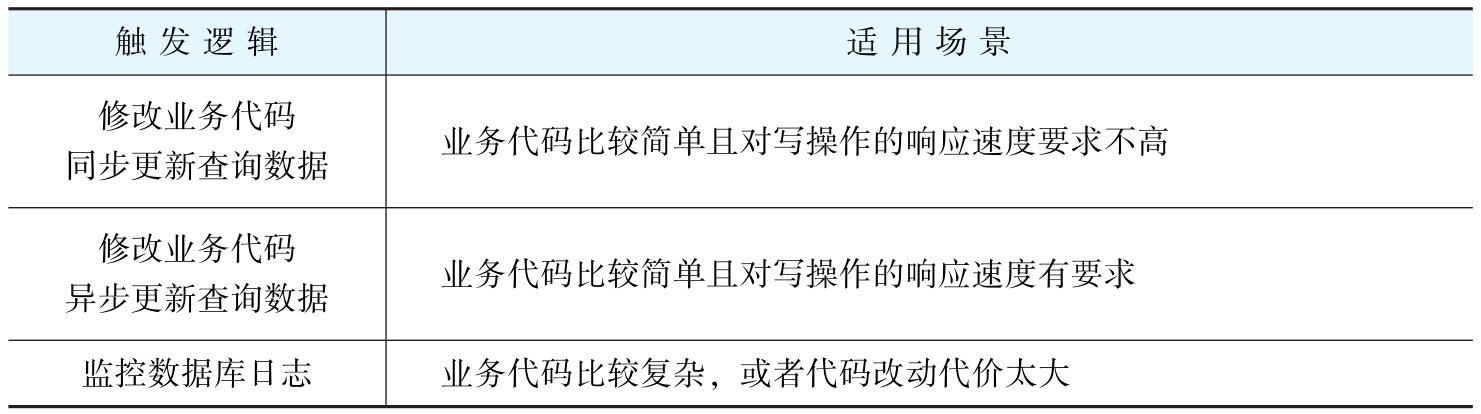 触发逻辑
适用场景
修改业务代码
同步更新查询数据
业务代码比较简单且对写操作的响应速度要求不高
修改业务代码
异步更新查询数据
业务代码比较简单且对写操作的响应速度有要求
监控数据库日志
业务代码比较复杂，或者代码改动代价太大